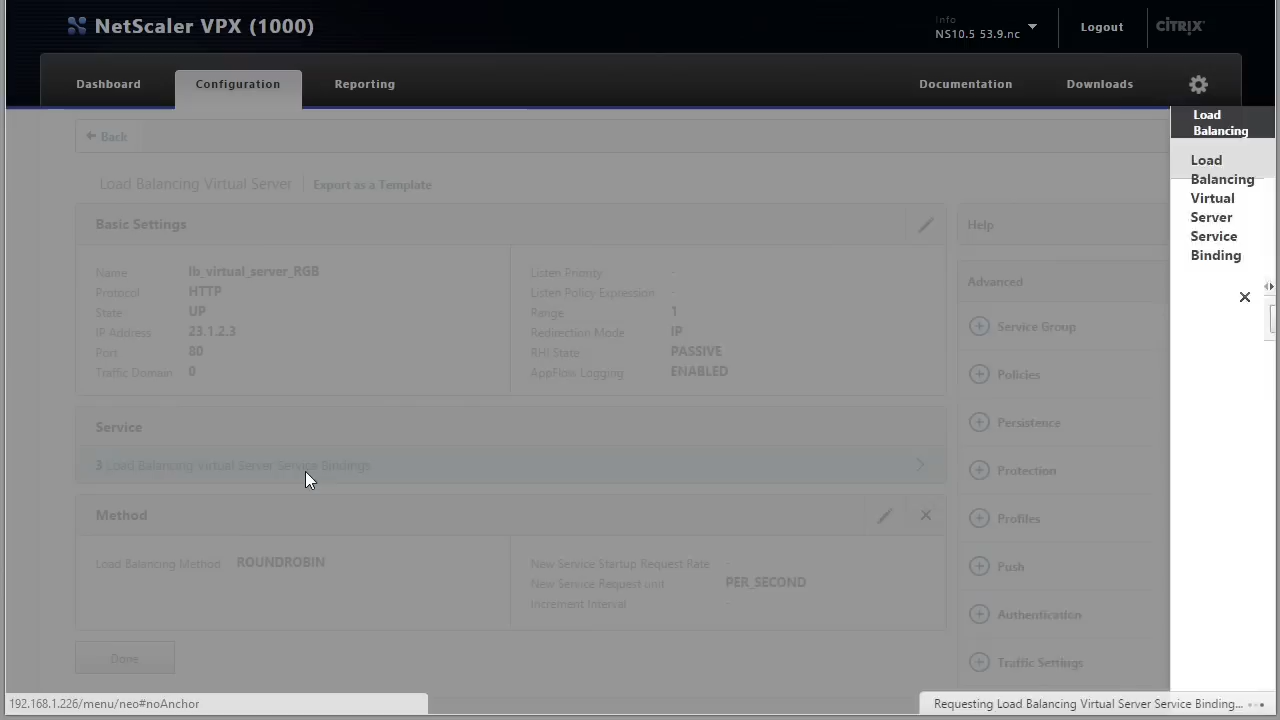 NetScaler VPX (1000)
Info
NS10.5 53.9.nc
Logout
CİTRIX
Dashboard
Configuration
Reporting
Documentation
Downloads
Back
Load Balancing Virtual Server
Export as a Template
Basic Settings
Name lb_virtual_server_RGB
Protocol HTTP
State UP
IP Address 23.1.2.3
Port 80
Traffic Domain 0
Listen Priority -
Listen Policy Expression -
Range 1
Redirection Mode IP
RHI State PASSIVE
AppFlow Logging ENABLED
Service
3 Load Balancing Virtual Server Service Bindings
Method
Load Balancing Method ROUNDROBIN
New Service Startup Request Rate -
New Service Request unit PER_SECOND
Increment Interval -
Done
Help
Advanced
Service Group
Policies
Persistence
Protection
Profiles
Push
Authentication
Traffic Settings
Load
Balancing
Load
Balancing
Virtual
Server
Service
Binding
192.168.1.226/menu/neo#noAnchor
Requesting Load Balancing Virtual Server Service Binding...